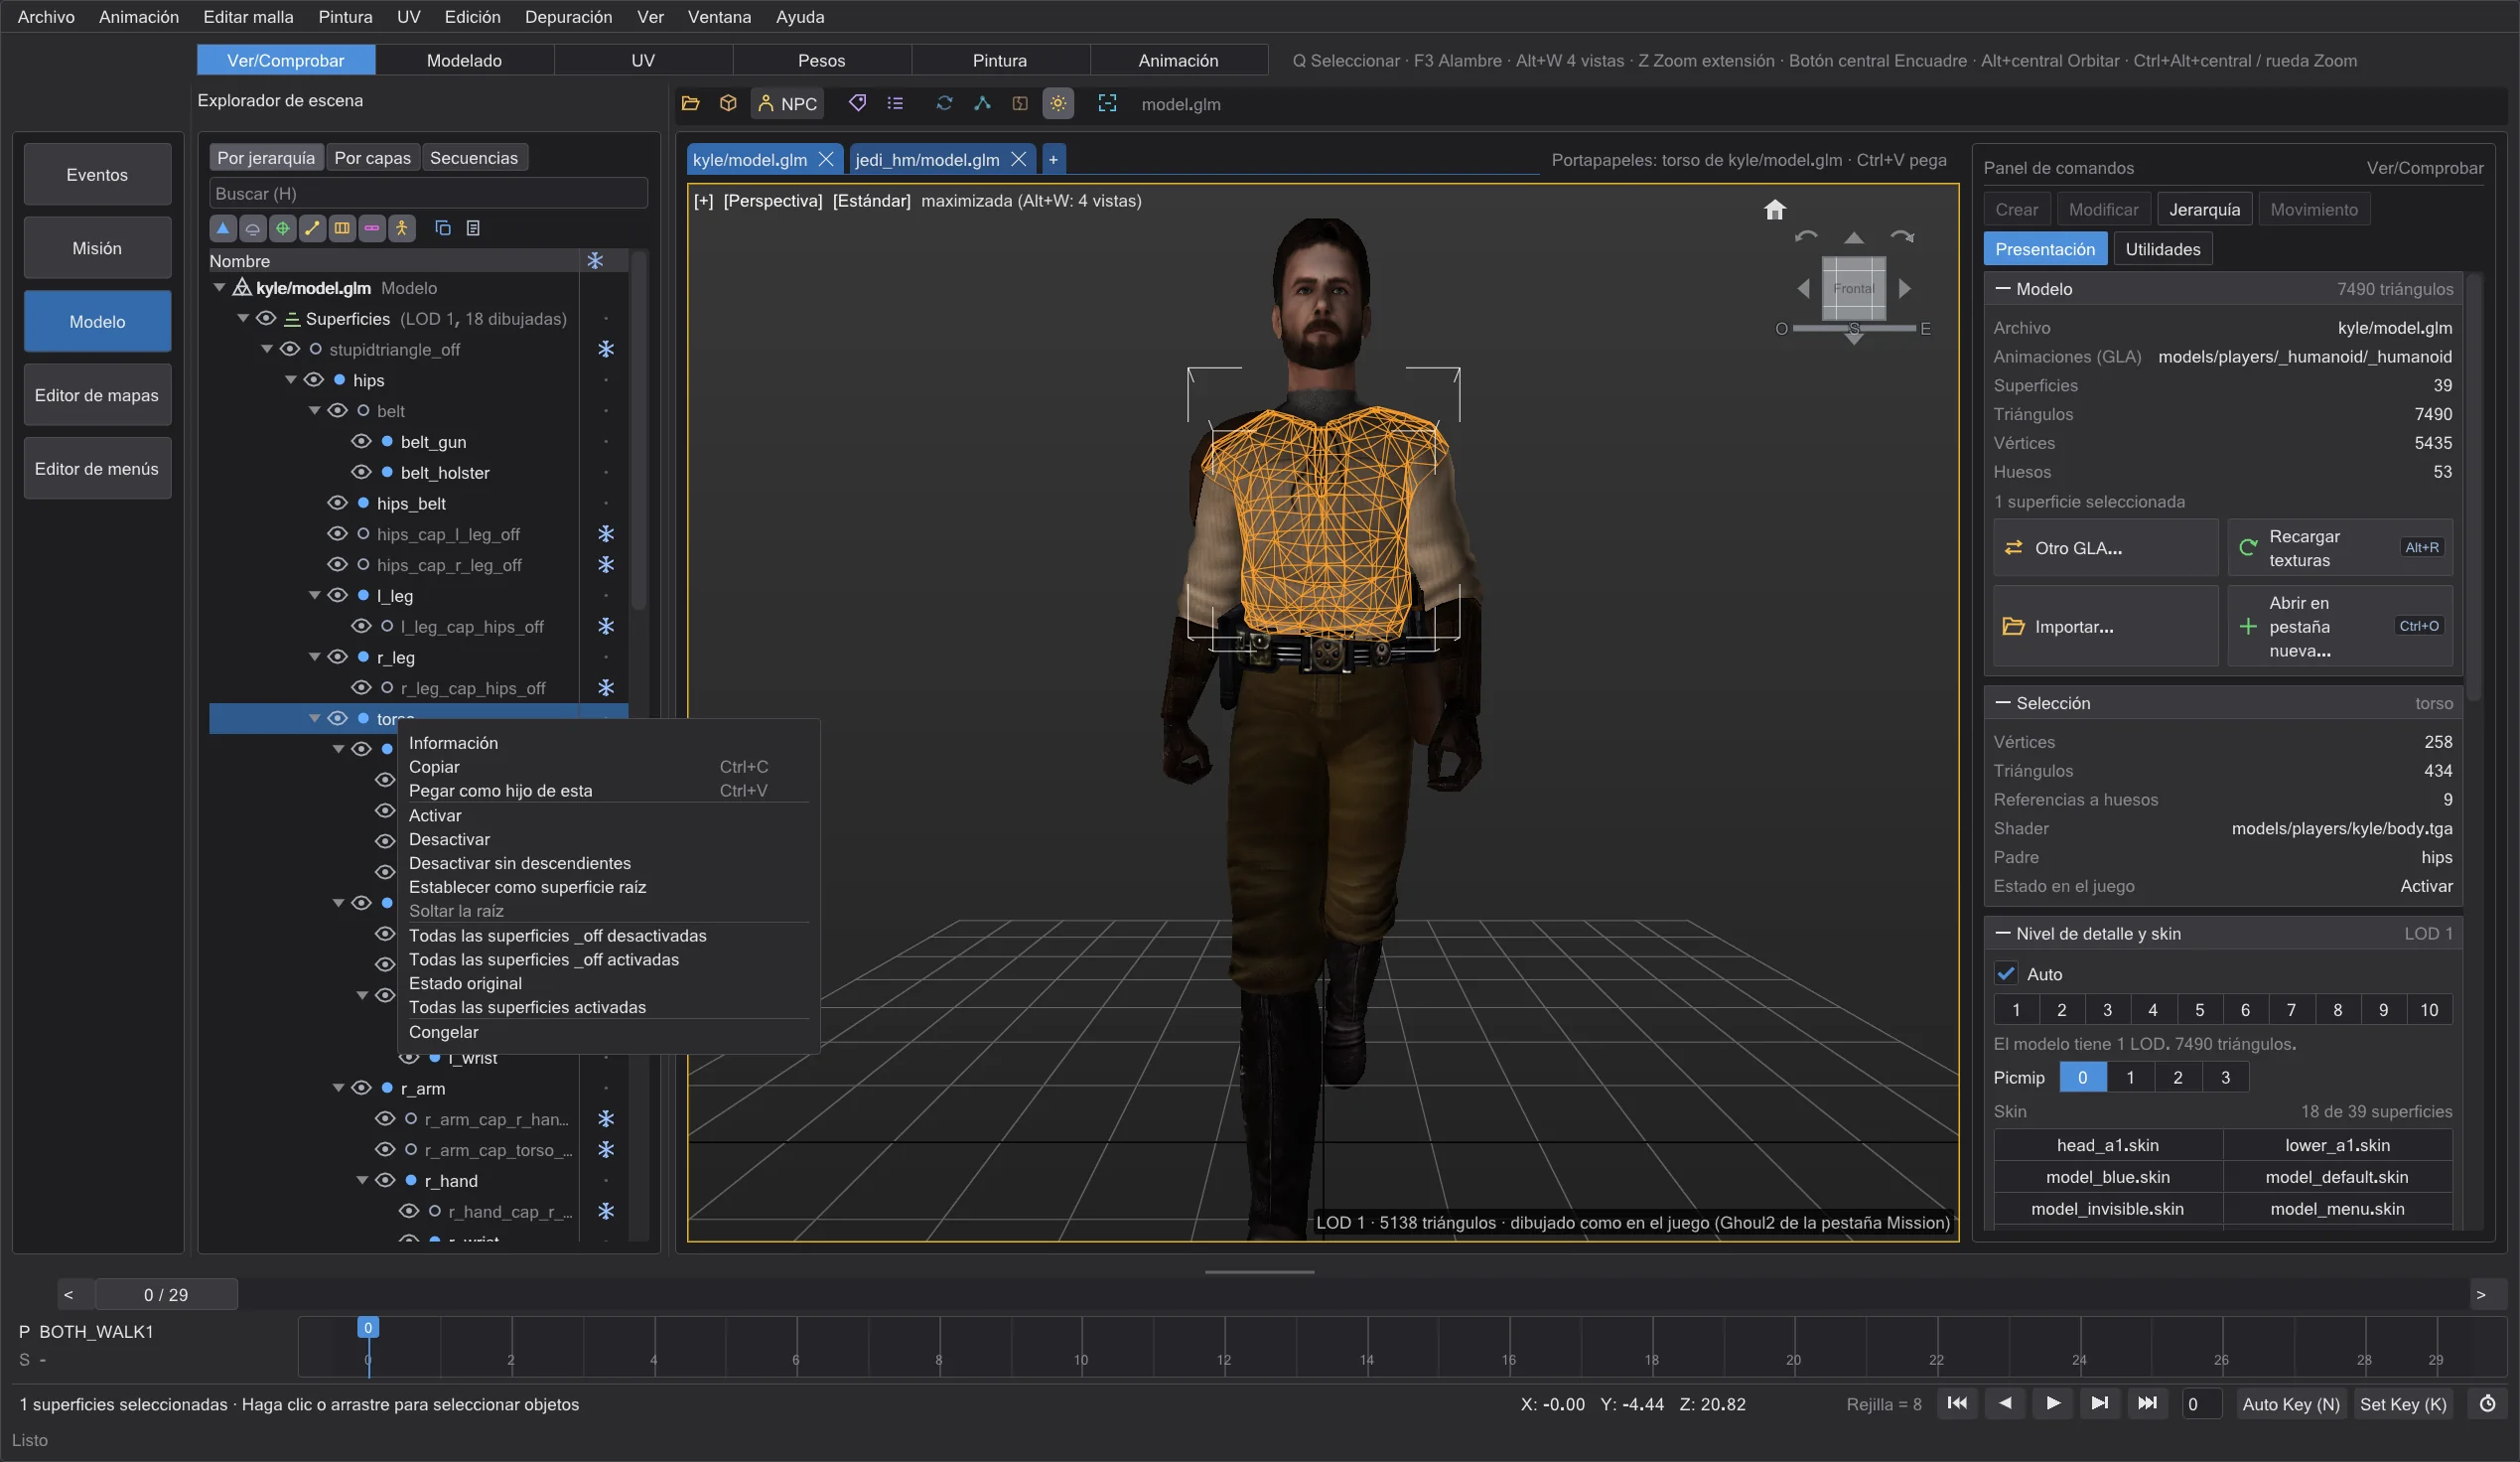 Archivo Animación Editar malla Pintura UV Edición Depuración Ver Ventana Ayuda
Ver/Comprobar Modelado UV Pesos Pintura Animación Q Seleccionar · F3 Alambre · Alt+W 4 vistas · Z Zoom extensión · Botón central Encuadre · Alt+central Orbitar · Ctrl+Alt+central / rueda Zoom
Explorador de escena
NPC model.glm
Eventos
Misión
Modelo
Editor de mapas
Editor de menús
Por jerarquía Por capas Secuencias
Buscar (H)
Nombre
kyle/model.glm Modelo
Superficies (LOD 1, 18 dibujadas)
stupidtriangle_off
hips
belt
belt_gun
belt_holster
hips_belt
hips_cap_l_leg_off
hips_cap_r_leg_off
l_leg
l_leg_cap_hips_off
r_leg
r_leg_cap_hips_off
Información
Copiar Ctrl+C
Pegar como hijo de esta Ctrl+V
Activar
Desactivar
Desactivar sin descendientes
Establecer como superficie raíz
Soltar la raíz
Todas las superficies _off desactivadas
Todas las superficies _off activadas
Estado original
Todas las superficies activadas
Congelar
l_wrist
r_arm
r_arm_cap_r_han...
r_arm_cap_torso_...
r_hand
r_hand_cap_r_...
r_wrist
kyle/model.glm jedi_hm/model.glm + Portapapeles: torso de kyle/model.glm · Ctrl+V pega
[+] [Perspectiva] [Estándar] maximizada (Alt+W: 4 vistas)
Frontal
O S E
LOD 1 · 5138 triángulos · dibujado como en el juego (Ghoul2 de la pestaña Mission)
Panel de comandos Ver/Comprobar
Crear Modificar Jerarquía Movimiento
Presentación Utilidades
Modelo 7490 triángulos
Archivo kyle/model.glm
Animaciones (GLA) models/players/_humanoid/_humanoid
Superficies 39
Triángulos 7490
Vértices 5435
Huesos 53
1 superficie seleccionada
Otro GLA...
Recargar
texturas
Alt+R
Importar...
Abrir en
pestaña
nueva...
Ctrl+O
Selección torso
Vértices 258
Triángulos 434
Referencias a huesos 9
Shader models/players/kyle/body.tga
Padre hips
Estado en el juego Activar
Nivel de detalle y skin LOD 1
Auto
1 2 3 4 5 6 7 8 9 10
El modelo tiene 1 LOD. 7490 triángulos.
Picmip 0 1 2 3
Skin 18 de 39 superficies
head_a1.skin lower_a1.skin
model_blue.skin model_default.skin
model_invisible.skin model_menu.skin
< 0 / 29 >
P BOTH_WALK1
S -
0
0 2 4 6 8 10 12 14 16 18 20 22 24 26 28 29
1 superficies seleccionadas · Haga clic o arrastre para seleccionar objetos X: -0.00 Y: -4.44 Z: 20.82 Rejilla = 8 0 Auto Key (N) Set Key (K)
Listo